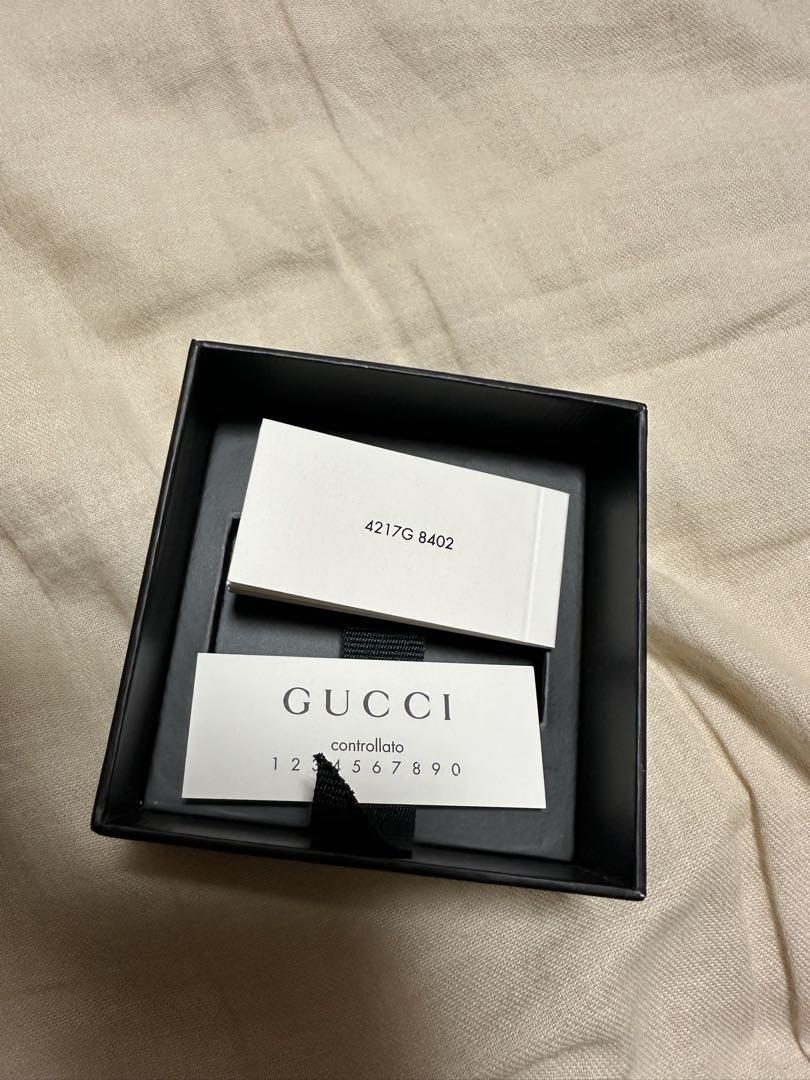 4217G 8402
GUCCI
controllato
1 2 3 4 5 6 7 8 9 0